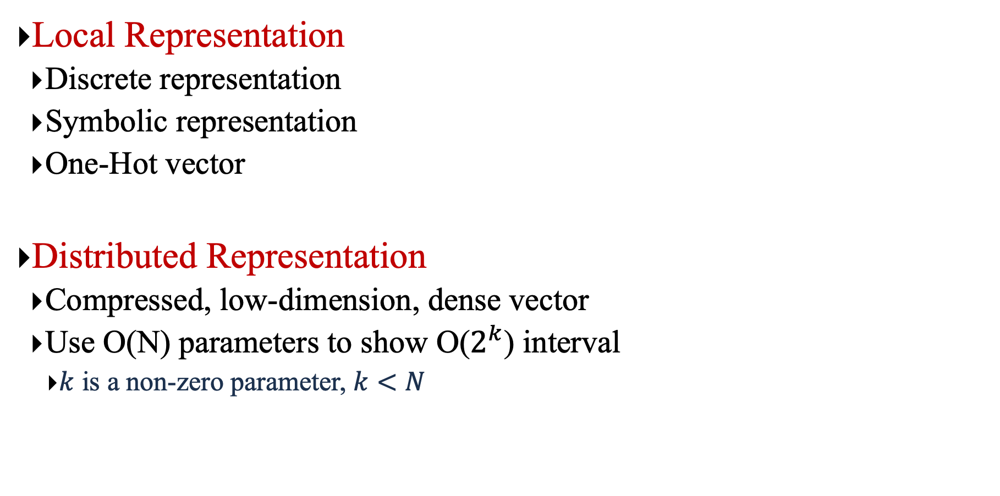 Local Representation
Discrete representation
Symbolic representation
One-Hot vector
Distributed Representation
Compressed, low-dimension, dense vector
Use O(N) parameters to show O(2^k) interval
k is a non-zero parameter, k < N